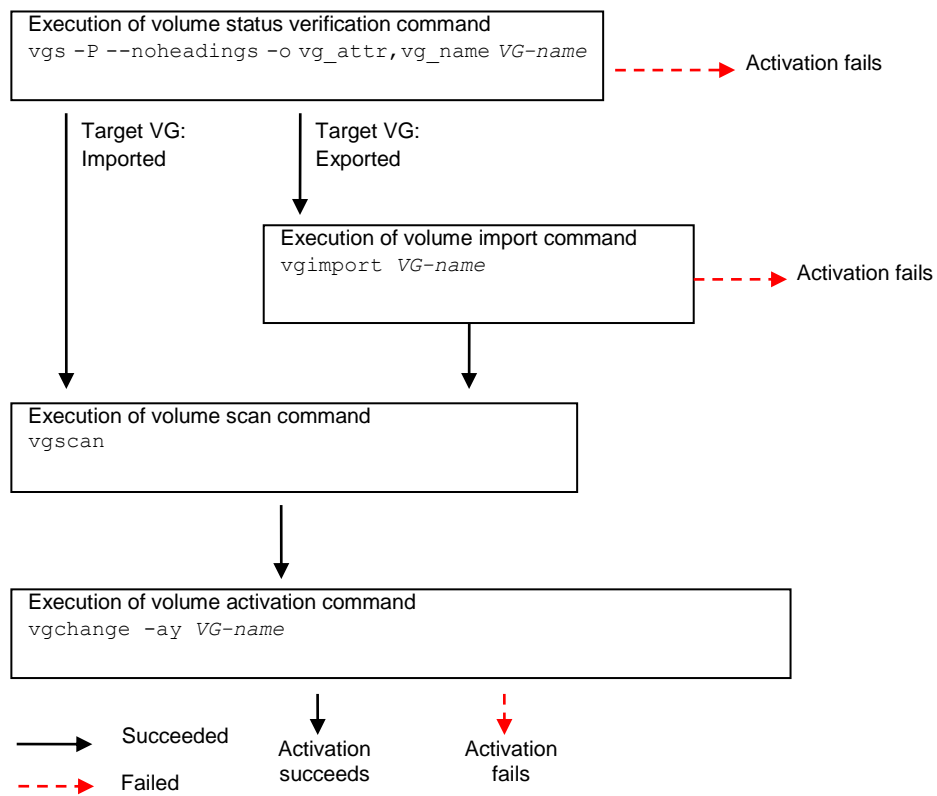 Execution of volume status verification command
vgs -P --noheadings -o vg_attr,vg_name VG-name
Activation fails
Target VG:
Imported
Target VG:
Exported
Execution of volume import command
vgimport VG-name
Activation fails
Execution of volume scan command
vgscan
Execution of volume activation command
vgchange -ay VG-name
Succeeded
Failed
Activation
succeeds
Activation
fails